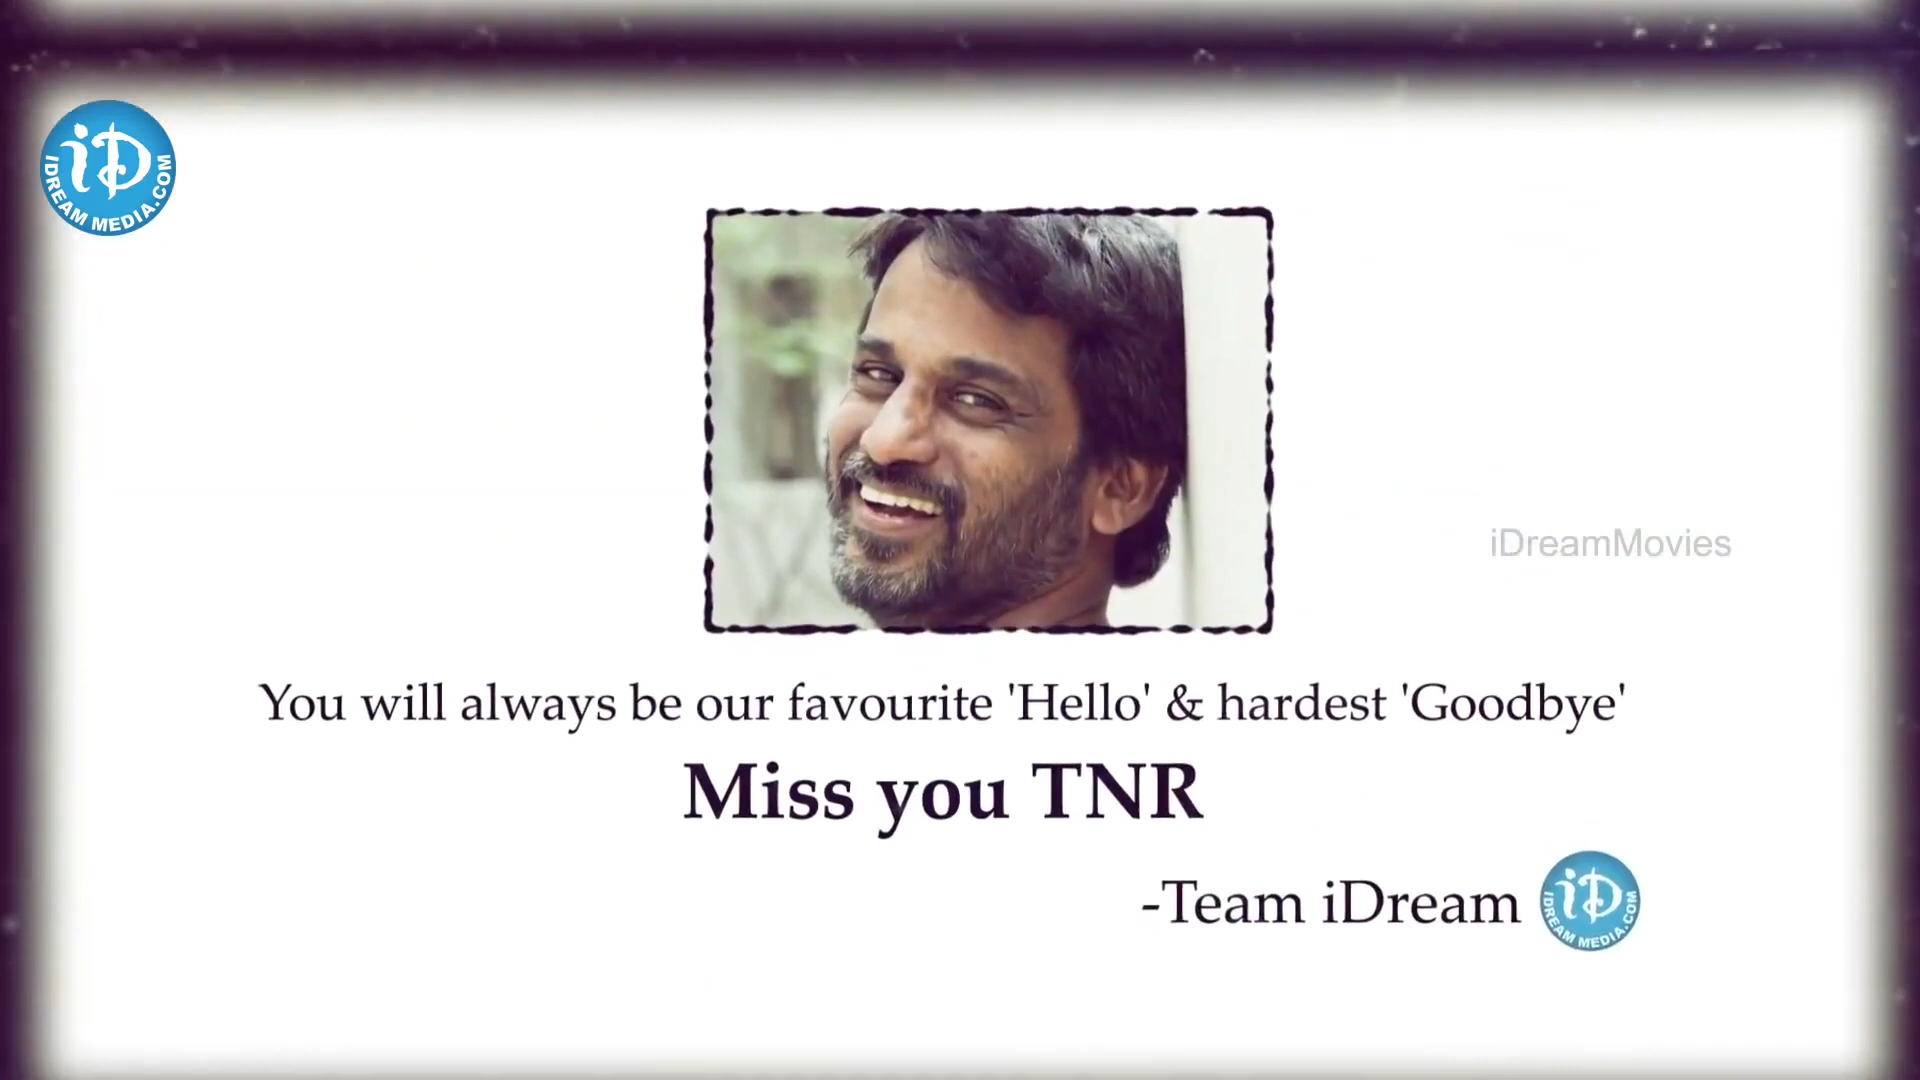 iD
IDREAM MEDIA.COM
iDreamMovies
You will always be our favourite 'Hello' & hardest 'Goodbye'
Miss you TNR
-Team iDream
iD
IDREAM MEDIA.COM